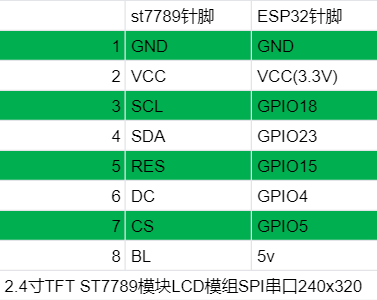 st7789针脚 ESP32针脚
1 GND GND
2 VCC VCC(3.3V)
3 SCL GPIO18
4 SDA GPIO23
5 RES GPIO15
6 DC GPIO4
7 CS GPIO5
8 BL 5v
2.4寸TFT ST7789模块LCD模组SPI串口240x320